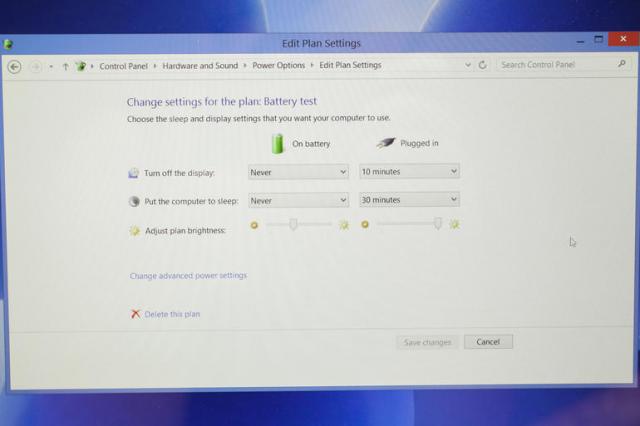 Edit Plan Settings
Control Panel Hardware and Sound Power Options Edit Plan Settings Search Control Panel
Change settings for the plan: Battery test
Choose the sleep and display settings that you want your computer to use.
On battery Plugged in
Turn off the display: Never 10 minutes
Put the computer to sleep: Never 30 minutes
Adjust plan brightness:
Change advanced power settings
Delete this plan
Save changes Cancel